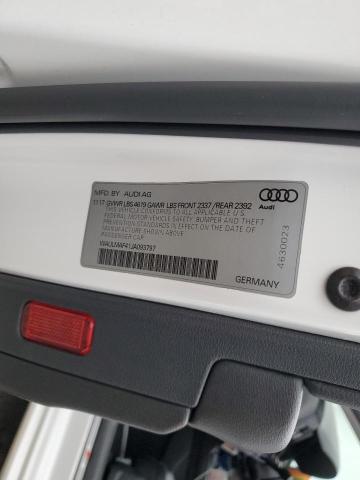 MFD BY AUDI AG
11 17 GVWR LBS 4619 GAWR LBS FRONT 2337 / REAR 2392
THIS VEHICLE CONFORMS TO ALL APPLICABLE U.S.
FEDERAL MOTOR VEHICLE SAFETY, BUMPER AND THEFT
PREVENTION STANDARDS IN EFFECT ON THE DATE OF
MANUFACTURE SHOWN ABOVE.
PASSENGER CAR
Audi
4630023
GERMANY